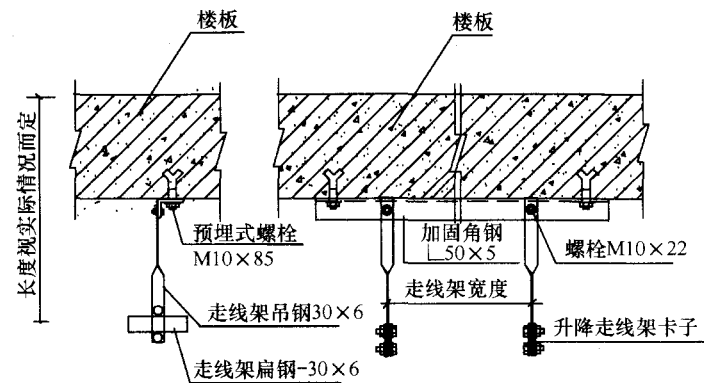 楼板
楼板
长度视实际情况而定
预埋式螺栓
M10×85
加固角钢
∟50×5
螺栓M10×22
走线架宽度
走线架吊钢30×6
升降走线架卡子
走线架扁钢-30×6